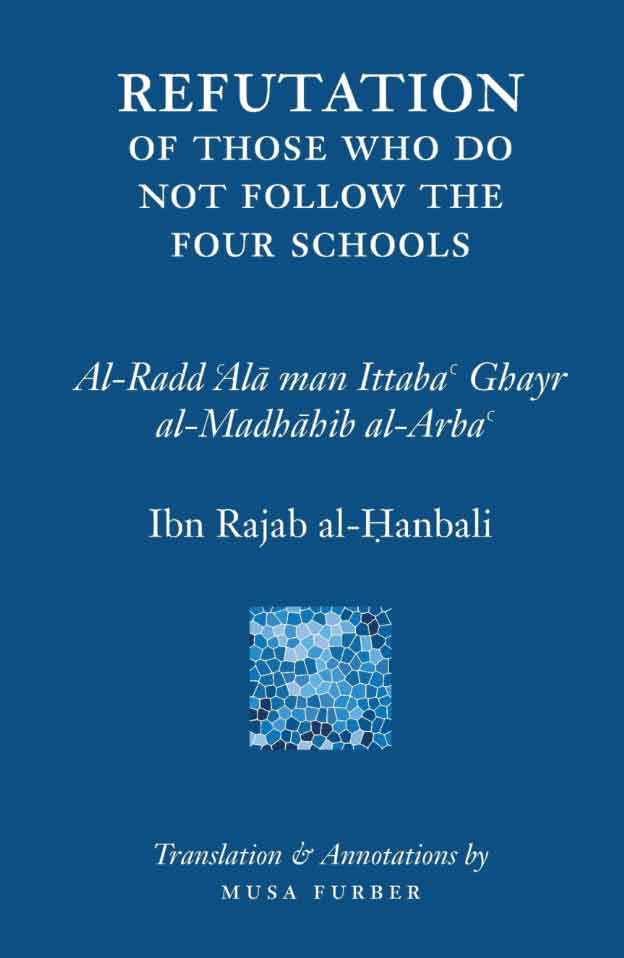 REFUTATION
OF THOSE WHO DO
NOT FOLLOW THE
FOUR SCHOOLS
Al-Radd ʿAlā man Ittabaʿ Ghayr
al-Madhāhib al-Arbaʿ
Ibn Rajab al-Ḥanbali
Translation & Annotations by
MUSA FURBER